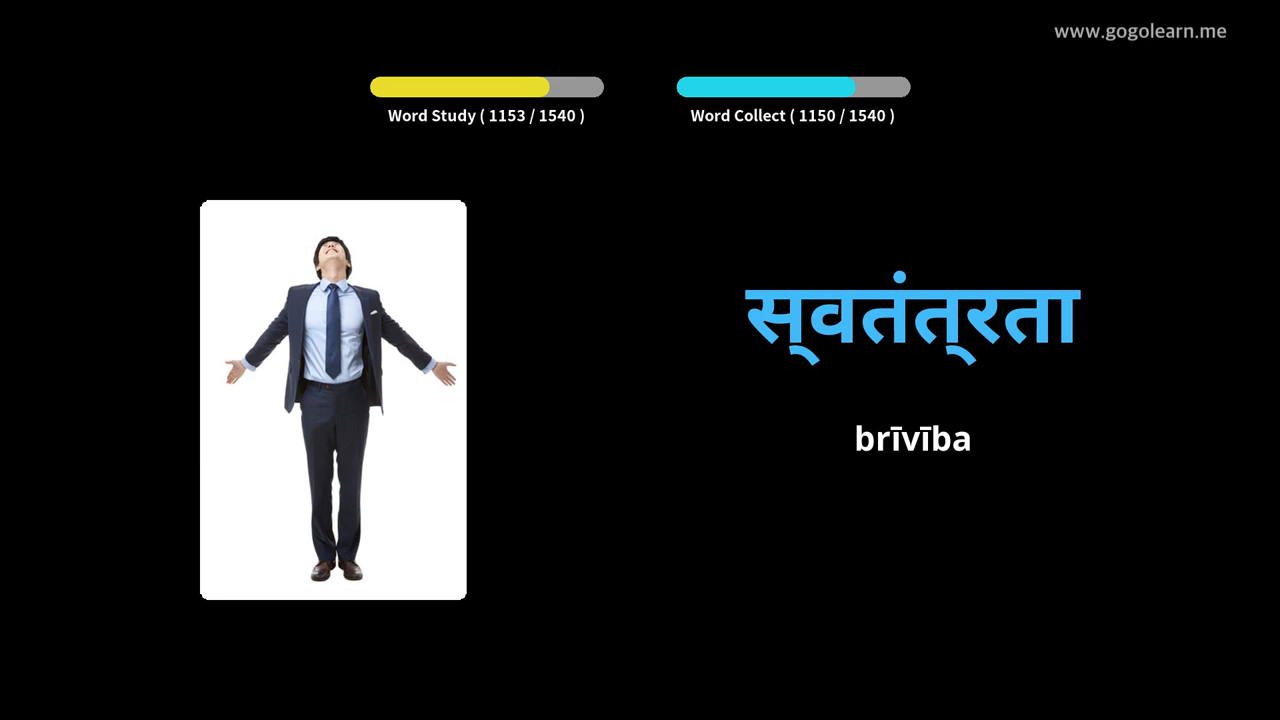 www.gogolearn.me
Word Study ( 1153 / 1540 )
Word Collect ( 1150 / 1540 )
स्वतंत्रता
brīvība